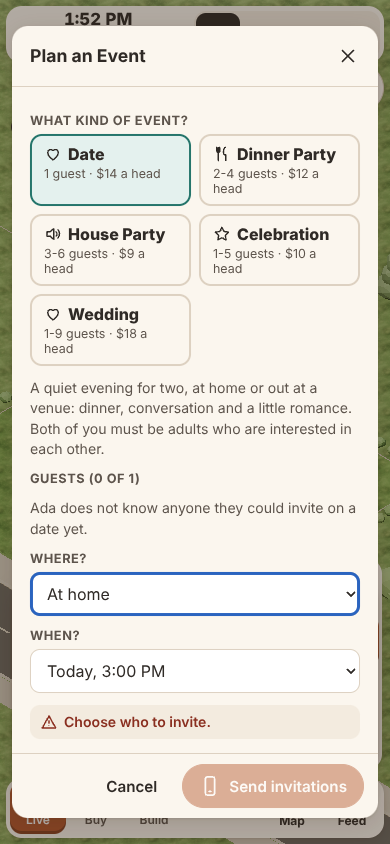 1:52 PM
Plan an Event
WHAT KIND OF EVENT?
Date
1 guest · $14 a head
Dinner Party
2-4 guests · $12 a
head
House Party
3-6 guests · $9 a
head
Celebration
1-5 guests · $10 a
head
Wedding
1-9 guests · $18 a
head
A quiet evening for two, at home or out at a
venue: dinner, conversation and a little romance.
Both of you must be adults who are interested in
each other.
GUESTS (0 OF 1)
Ada does not know anyone they could invite on a
date yet.
WHERE?
At home
WHEN?
Today, 3:00 PM
Choose who to invite.
Cancel
Send invitations
Live
Buy
Build
Map
Feed